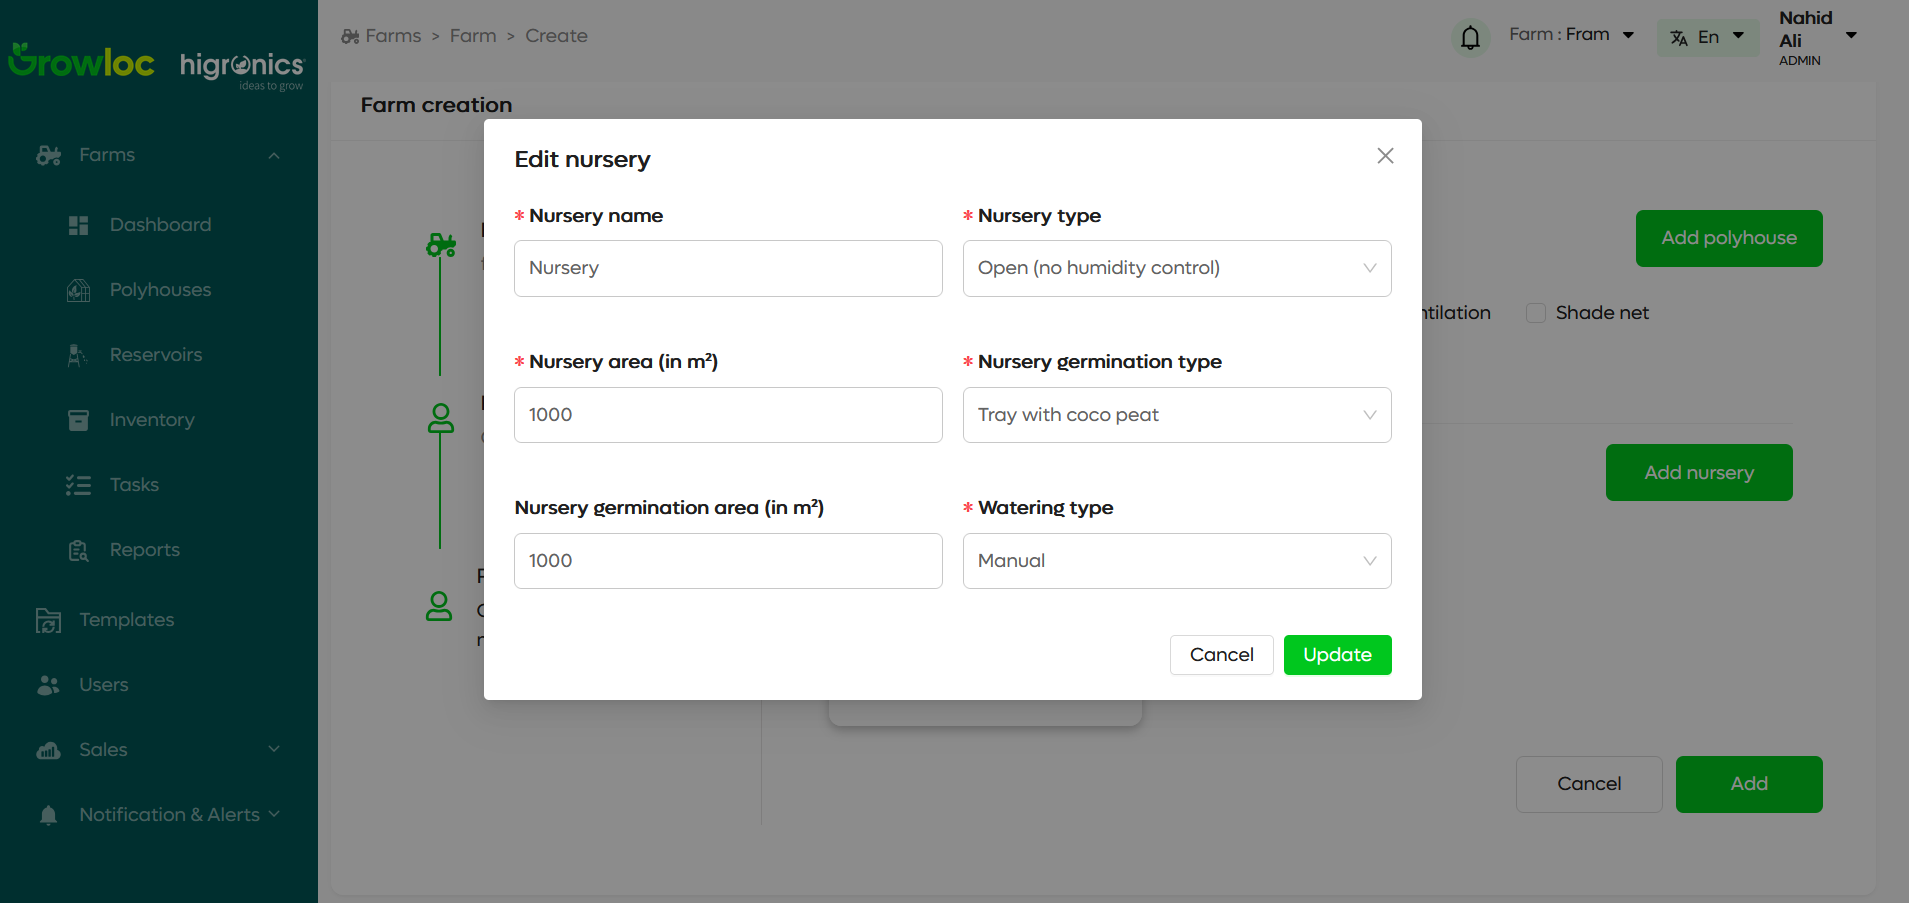 Growloc
higronics
ideas to grow
Farms
Dashboard
Polyhouses
Reservoirs
Inventory
Tasks
Reports
Templates
Users
Sales
Notification & Alerts
Farms > Farm > Create
Farm : Fram
En
Nahid
Ali
ADMIN
Farm creation
Add polyhouse
Shade net
Add nursery
Cancel
Add
Edit nursery
* Nursery name
Nursery
* Nursery type
Open (no humidity control)
* Nursery area (in m²)
1000
* Nursery germination type
Tray with coco peat
Nursery germination area (in m²)
1000
* Watering type
Manual
Cancel
Update